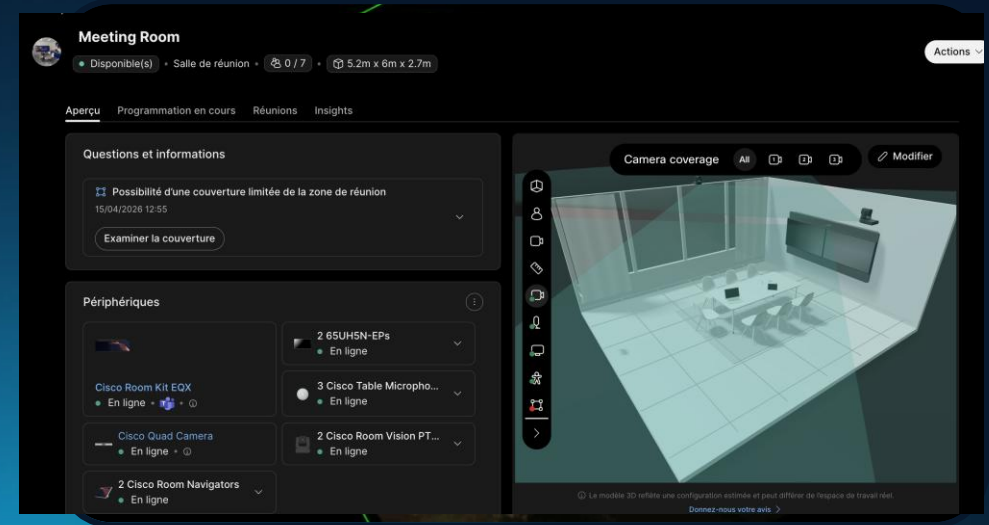 Meeting Room
Disponible(s) • Salle de réunion • 0 / 7 • 5.2m x 6m x 2.7m
Actions
Aperçu Programmation en cours Réunions Insights
Questions et informations
Possibilité d'une couverture limitée de la zone de réunion
15/04/2026 12:55
Examiner la couverture
Périphériques
Cisco Room Kit EQX
En ligne
2 65UH5N-EPs
En ligne
3 Cisco Table Micropho...
En ligne
Cisco Quad Camera
En ligne
2 Cisco Room Vision PT...
En ligne
2 Cisco Room Navigators
En ligne
Camera coverage All 1 2 3
Modifier
Le modèle 3D reflète une configuration estimée et peut différer de l'espace de travail réel.
Donnez-nous votre avis